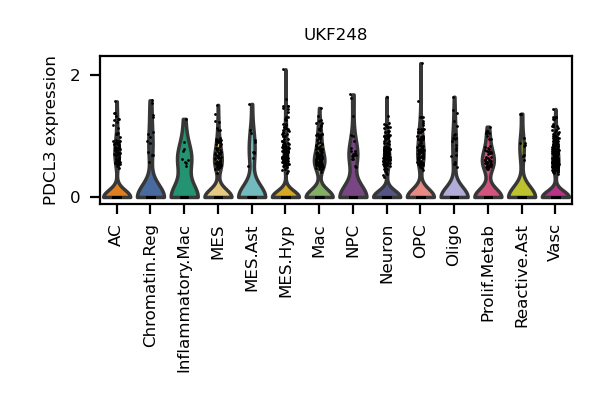 UKF248
PDCL3 expression
2
0
AC
Chromatin.Reg
Inflammatory.Mac
MES
MES.Ast
MES.Hyp
Mac
NPC
Neuron
OPC
Oligo
Prolif.Metab
Reactive.Ast
Vasc